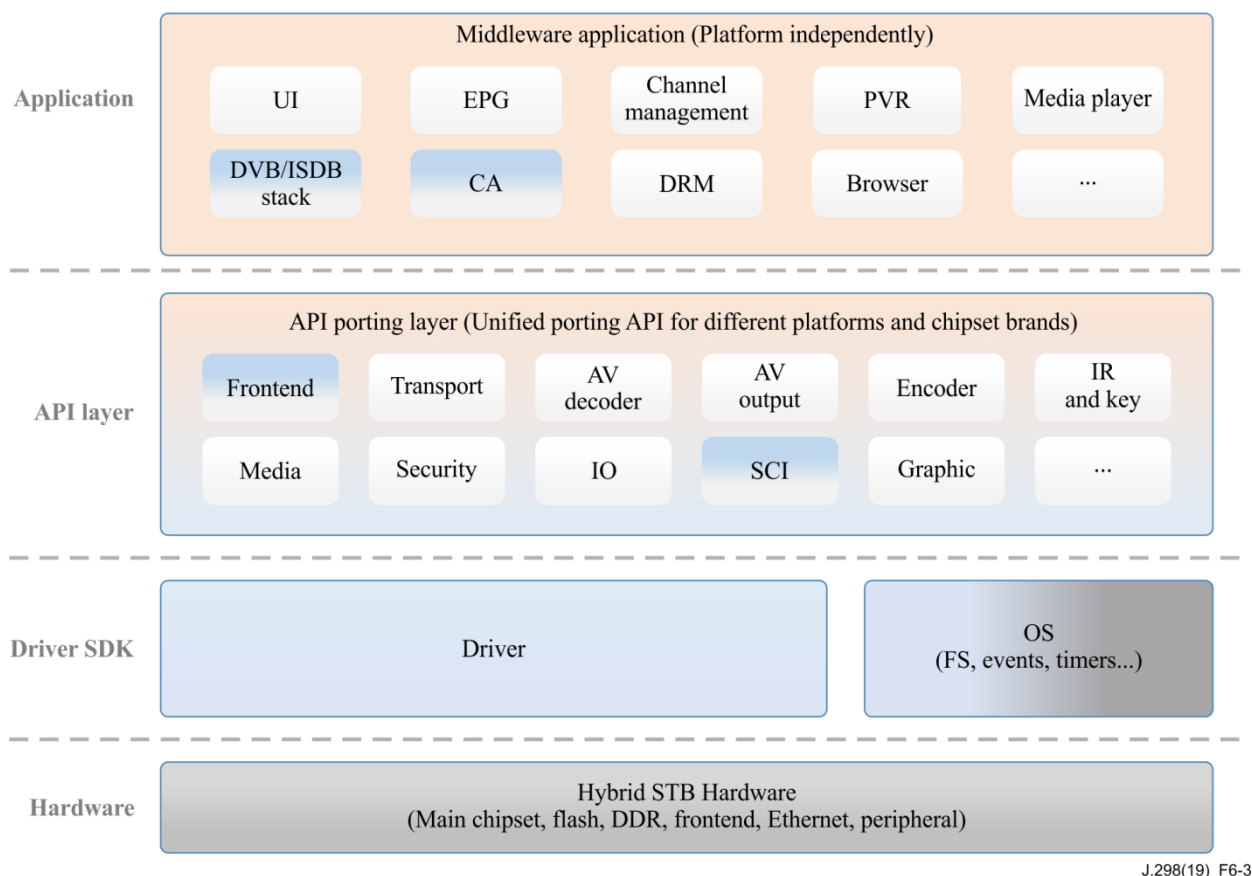 Middleware application (Platform independently)
Application
UI
EPG
Channel
management
PVR
Media player
DVB/ISDB
stack
CA
DRM
Browser
...
API porting layer (Unified porting API for different platforms and chipset brands)
API layer
Frontend
Transport
AV
decoder
AV
output
Encoder
IR
and key
Media
Security
IO
SCI
Graphic
...
Driver SDK
Driver
OS
(FS, events, timers...)
Hardware
Hybrid STB Hardware
(Main chipset, flash, DDR, frontend, Ethernet, peripheral)
J.298(19)_F6-3